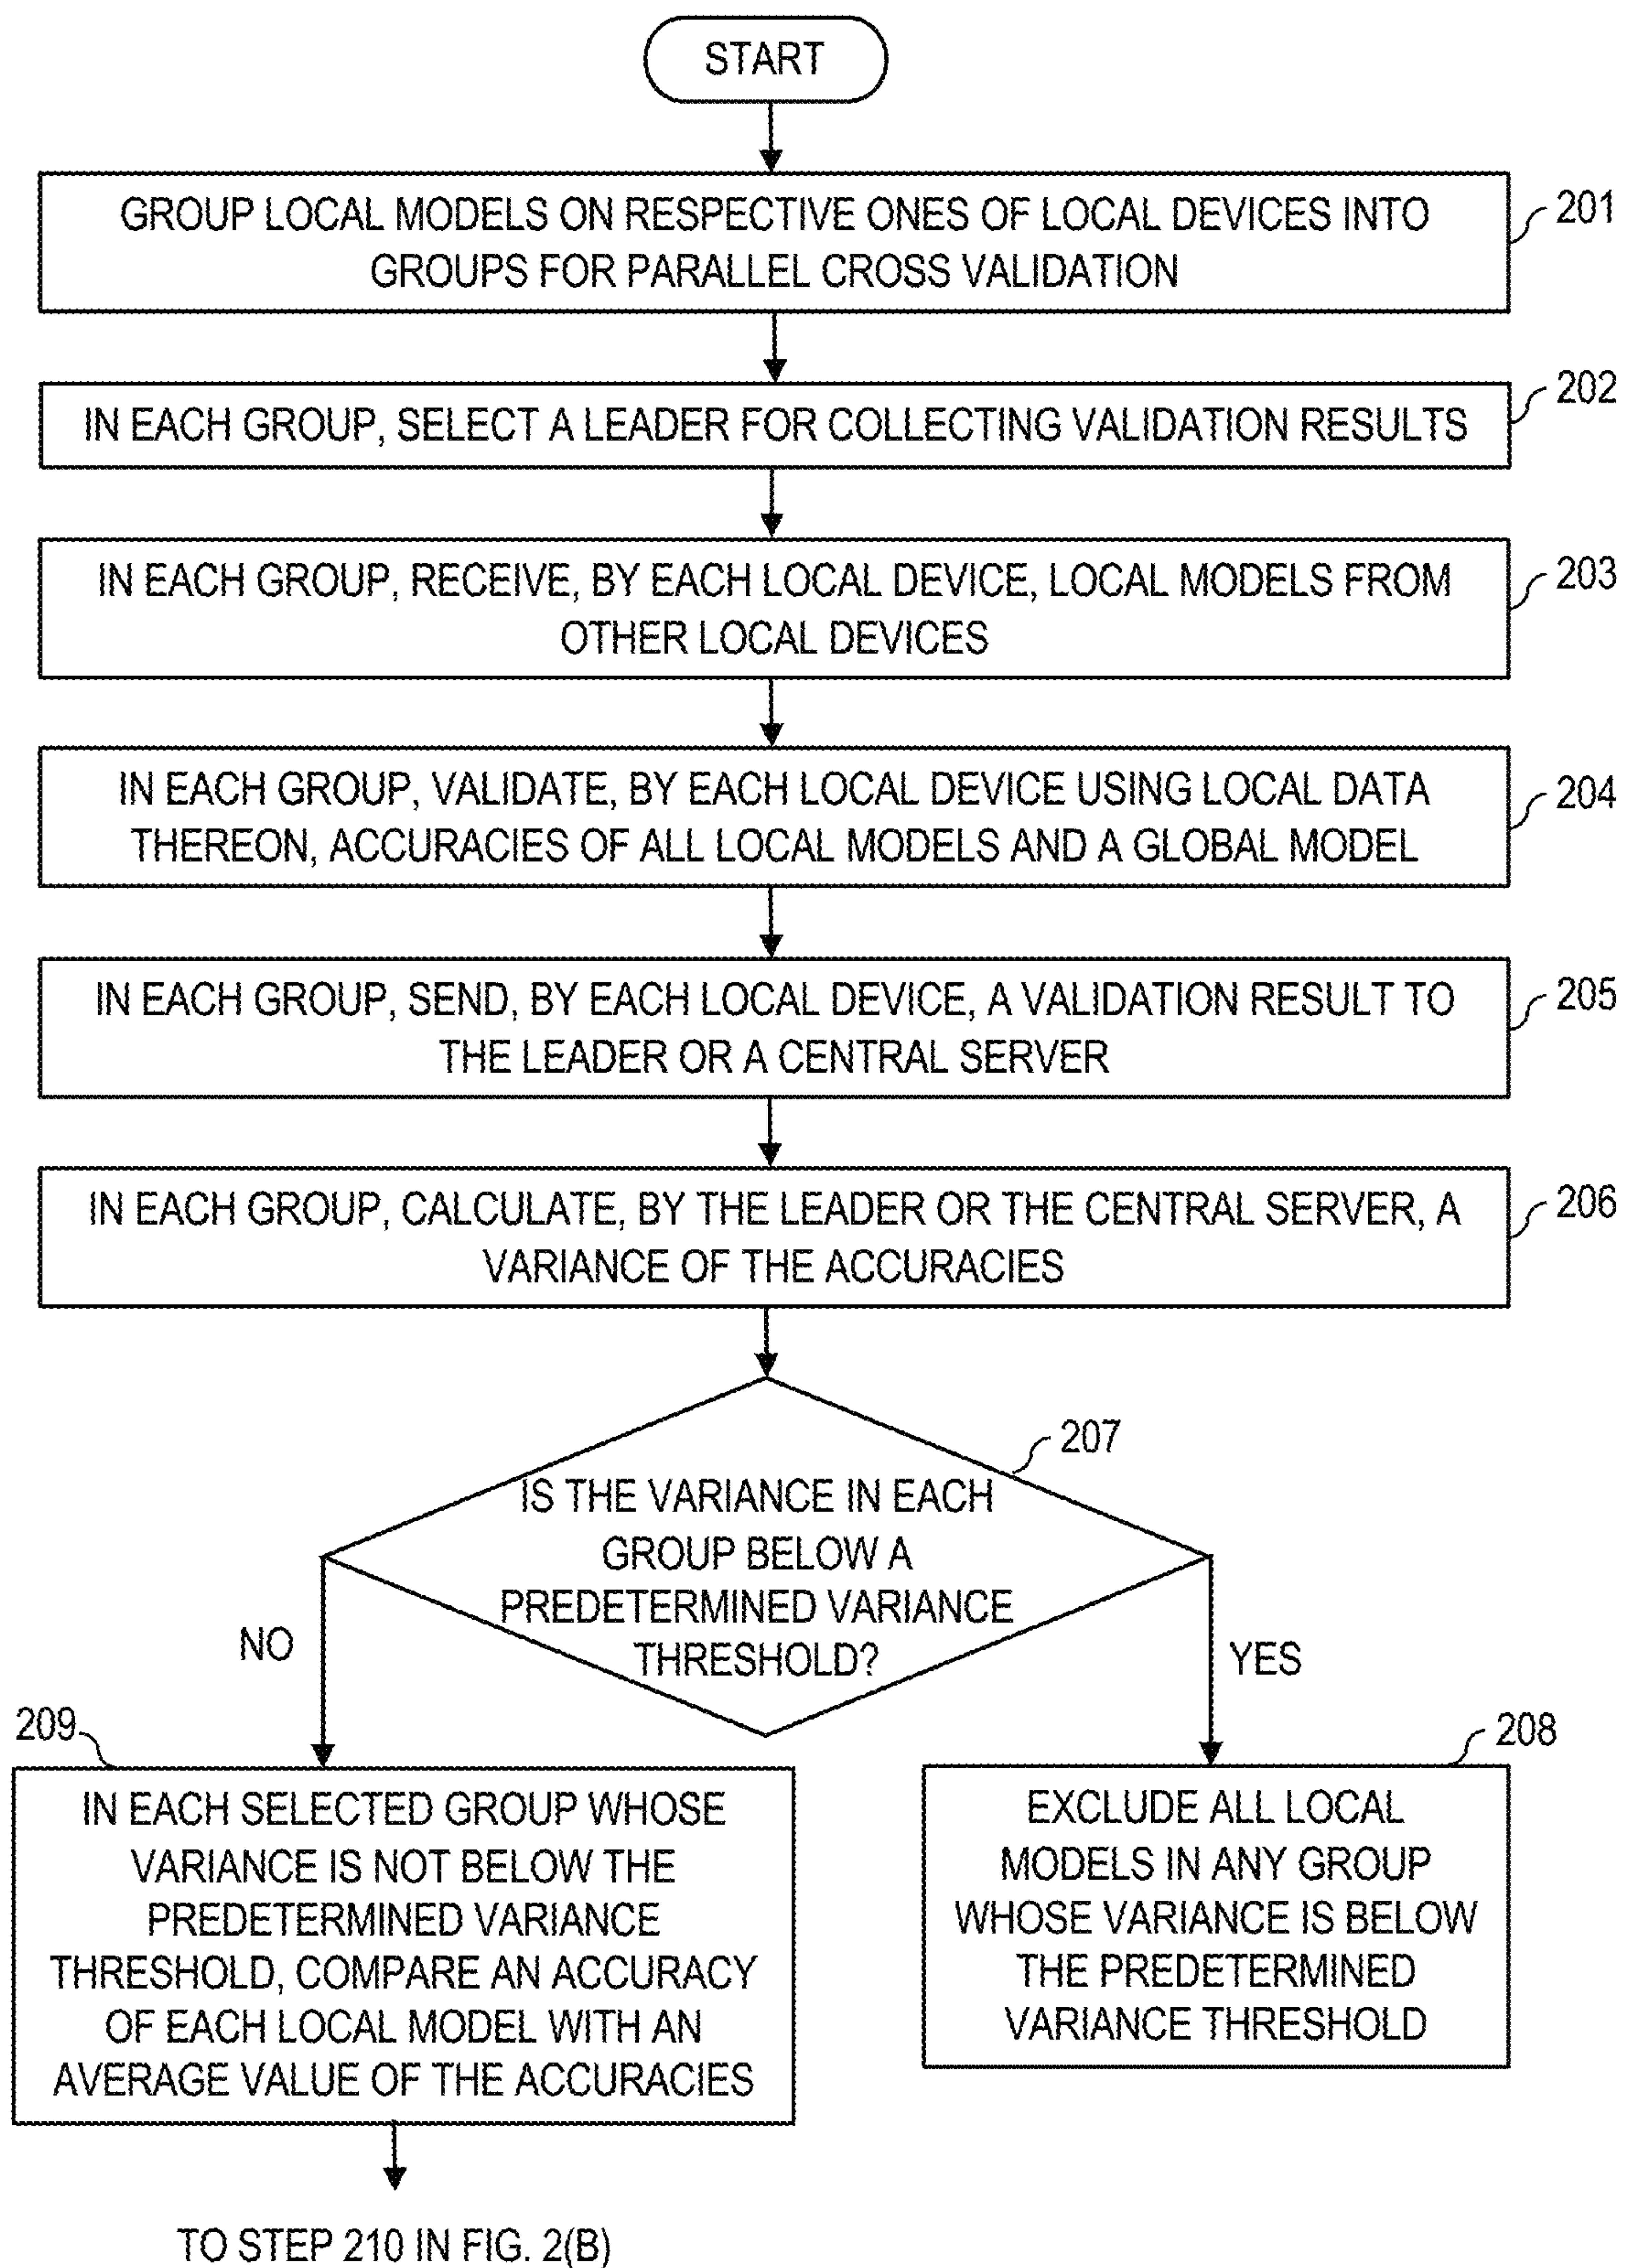 START
GROUP LOCAL MODELS ON RESPECTIVE ONES OF LOCAL DEVICES INTO
GROUPS FOR PARALLEL CROSS VALIDATION
201
IN EACH GROUP, SELECT A LEADER FOR COLLECTING VALIDATION RESULTS
202
IN EACH GROUP, RECEIVE, BY EACH LOCAL DEVICE, LOCAL MODELS FROM
OTHER LOCAL DEVICES
203
IN EACH GROUP, VALIDATE, BY EACH LOCAL DEVICE USING LOCAL DATA
THEREON, ACCURACIES OF ALL LOCAL MODELS AND A GLOBAL MODEL
204
IN EACH GROUP, SEND, BY EACH LOCAL DEVICE, A VALIDATION RESULT TO
THE LEADER OR A CENTRAL SERVER
205
IN EACH GROUP, CALCULATE, BY THE LEADER OR THE CENTRAL SERVER, A
VARIANCE OF THE ACCURACIES
206
207
IS THE VARIANCE IN EACH
GROUP BELOW A
PREDETERMINED VARIANCE
THRESHOLD?
NO
YES
209
IN EACH SELECTED GROUP WHOSE
VARIANCE IS NOT BELOW THE
PREDETERMINED VARIANCE
THRESHOLD, COMPARE AN ACCURACY
OF EACH LOCAL MODEL WITH AN
AVERAGE VALUE OF THE ACCURACIES
208
EXCLUDE ALL LOCAL
MODELS IN ANY GROUP
WHOSE VARIANCE IS BELOW
THE PREDETERMINED
VARIANCE THRESHOLD
TO STEP 210 IN FIG. 2(B)